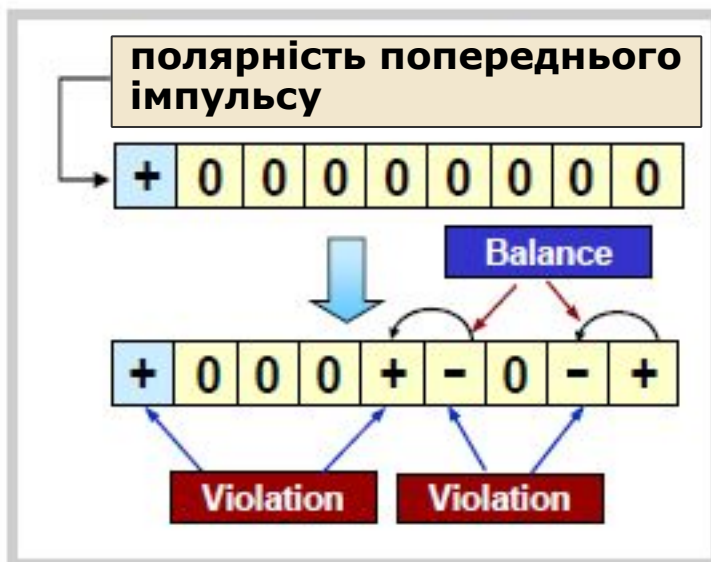 полярність попереднього
імпульсу
+ 0 0 0 0 0 0 0 0
Balance
+ 0 0 0 + - 0 - +
Violation Violation